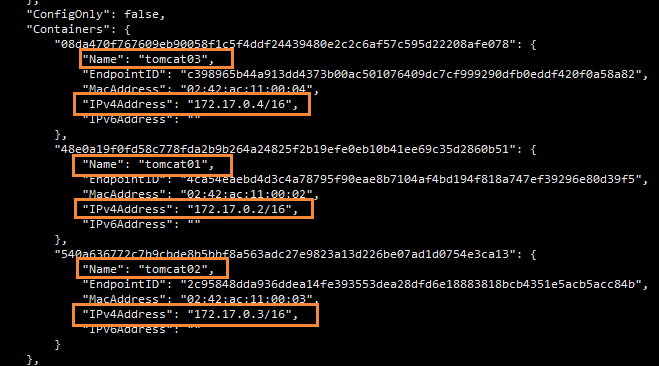 },
"ConfigOnly": false,
"Containers": {
"08da470f767609eb90058f1c5f4ddf24439480e2c2c6af57c595d22208afe078": {
"Name": "tomcat03",
"EndpointID": "c398965b44a913dd4373b00ac501076409dc7cf999290dfb0eddf420f0a58a82",
"MacAddress": "02:42:ac:11:00:04",
"IPv4Address": "172.17.0.4/16",
"IPv6Address": ""
},
"48e0a19f0fd58c778fda2b9b264a24825f2b19efe0eb10b41ee69c35d2860b51": {
"Name": "tomcat01",
"EndpointID": "4ca54eaebd4d3c4a78795f90eae8b7104af4bd194f818a747ef39296e80d39f5",
"MacAddress": "02:42:ac:11:00:02",
"IPv4Address": "172.17.0.2/16",
"IPv6Address": ""
},
"540a636772c7b9cbde8b5bbf8a563adc27e9823a13d226be07ad1d0754e3ca13": {
"Name": "tomcat02",
"EndpointID": "2c95848dda936ddea14fe393553dea28dfd6e18883818bcb4351e5acb5acc84b",
"MacAddress": "02:42:ac:11:00:03",
"IPv4Address": "172.17.0.3/16",
"IPv6Address": ""
}
},